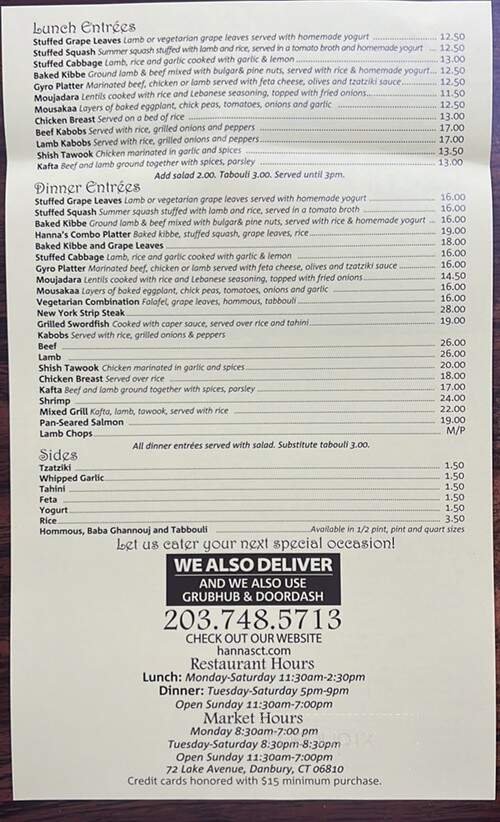 Lunch Entrées
Stuffed Grape Leaves Lamb or vegetarian grape leaves served with homemade yogurt 12.50
Stuffed Squash Summer squash stuffed with lamb and rice, served in a tomato broth and homemade yogurt 12.50
Stuffed Cabbage Lamb, rice and garlic cooked with garlic & lemon 13.00
Baked Kibbe Ground lamb & beef mixed with bulgar& pine nuts, served with rice & homemade yogurt... 12.50
Gyro Platter Marinated beef, chicken or lamb served with feta cheese, olives and tzatziki sauce 12.50
Moujadara Lentils cooked with rice and Lebanese seasoning, topped with fried onions 11.50
Mousakaa Layers of baked eggplant, chick peas, tomatoes, onions and garlic 12.50
Chicken Breast Served on a bed of rice 13.00
Beef Kabobs Served with rice, grilled onions and peppers 17.00
Lamb Kabobs Served with rice, grilled onions and peppers 17.00
Shish Tawook Chicken marinated in garlic and spices 13.50
Kafta Beef and lamb ground together with spices, parsley 13.00
Add salad 2.00. Tabouli 3.00. Served until 3pm.
Dinner Entrées
Stuffed Grape Leaves Lamb or vegetarian grape leaves served with homemade yogurt 16.00
Stuffed Squash Summer squash stuffed with lamb and rice, served in a tomato broth 16.00
Baked Kibbe Ground lamb & beef mixed with bulgar& pine nuts, served with rice & homemade yogurt 16.00
Hanna's Combo Platter Baked kibbe, stuffed squash, grape leaves, rice 19.00
Baked Kibbe and Grape Leaves 18.00
Stuffed Cabbage Lamb, rice and garlic cooked with garlic & lemon 16.00
Gyro Platter Marinated beef, chicken or lamb served with feta cheese, olives and tzatziki sauce 16.00
Moujadara Lentils cooked with rice and Lebanese seasoning, topped with fried onions 14.50
Mousakaa Layers of baked eggplant, chick peas, tomatoes, onions and garlic 16.00
Vegetarian Combination Falafel, grape leaves, hommous, tabbouli 16.00
New York Strip Steak 28.00
Grilled Swordfish Cooked with caper sauce, served over rice and tahini 19.00
Kabobs Served with rice, grilled onions & peppers
Beef 26.00
Lamb 26.00
Shish Tawook Chicken marinated in garlic and spices 20.00
Chicken Breast Served over rice 18.00
Kafta Beef and lamb ground together with spices, parsley 17.00
Shrimp 24.00
Mixed Grill Kafta, lamb, tawook, served with rice 22.00
Pan-Seared Salmon 19.00
Lamb Chops M/P
All dinner entrées served with salad. Substitute tabouli 3.00.
Sides
Tzatziki 1.50
Whipped Garlic 1.50
Tahini 1.50
Feta 1.50
Yogurt 1.50
Rice 3.50
Hommous, Baba Ghannouj and Tabbouli Available in 1/2 pint, pint and quart sizes
Let us cater your next special occasion!
WE ALSO DELIVER
AND WE ALSO USE
GRUBHUB & DOORDASH
203.748.5713
CHECK OUT OUR WEBSITE
hannasct.com
Restaurant Hours
Lunch: Monday-Saturday 11:30am-2:30pm
Dinner: Tuesday-Saturday 5pm-9pm
Open Sunday 11:30am-7:00pm
Market Hours
Monday 8:30am-7:00 pm
Tuesday-Saturday 8:30pm-8:30pm
Open Sunday 11:30am-7:00pm
72 Lake Avenue, Danbury, CT 06810
Credit cards honored with $15 minimum purchase.